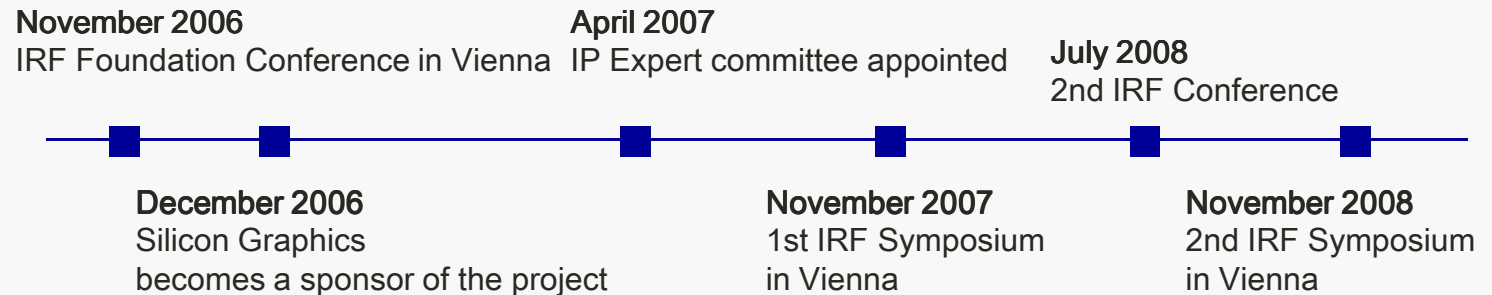 November 2006
IRF Foundation Conference in Vienna
December 2006
Silicon Graphics
becomes a sponsor of the project
April 2007
IP Expert committee appointed
November 2007
1st IRF Symposium
in Vienna
July 2008
2nd IRF Conference
November 2008
2nd IRF Symposium
in Vienna